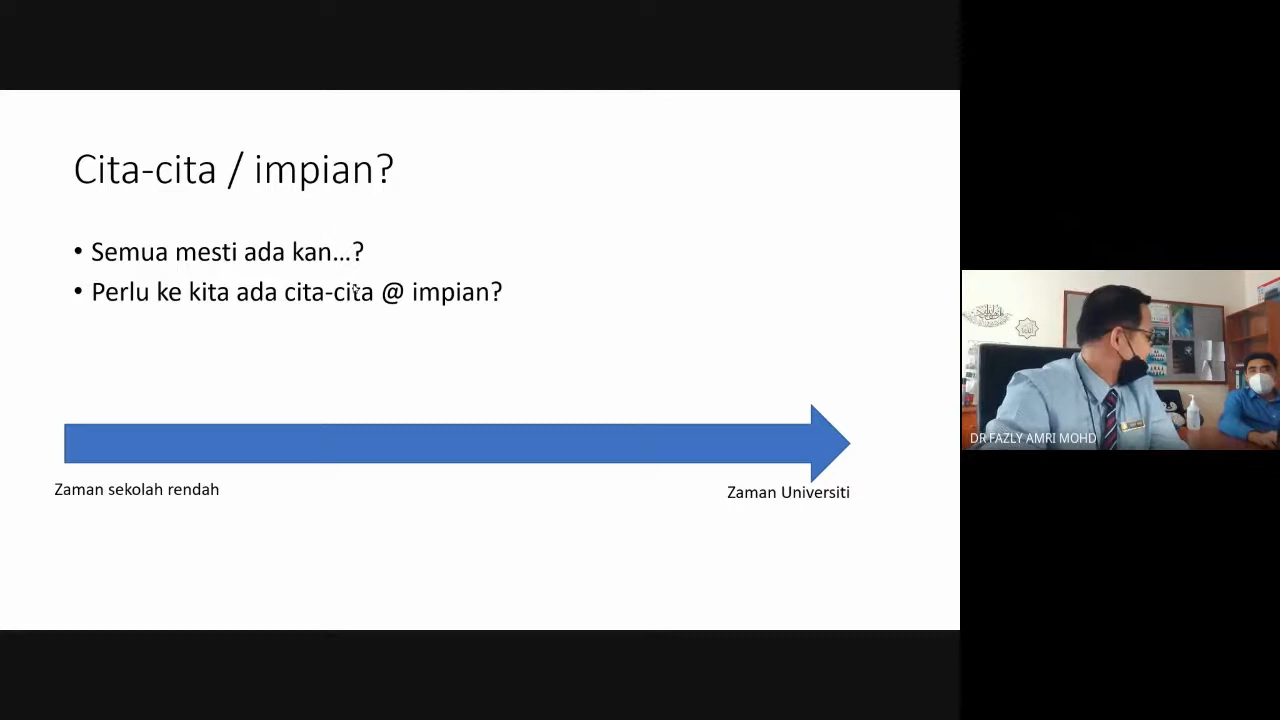 Cita-cita / impian?
• Semua mesti ada kan...?
• Perlu ke kita ada cita-cita @ impian?
Zaman sekolah rendah
Zaman Universiti
DR FAZLY AMRI MOHD